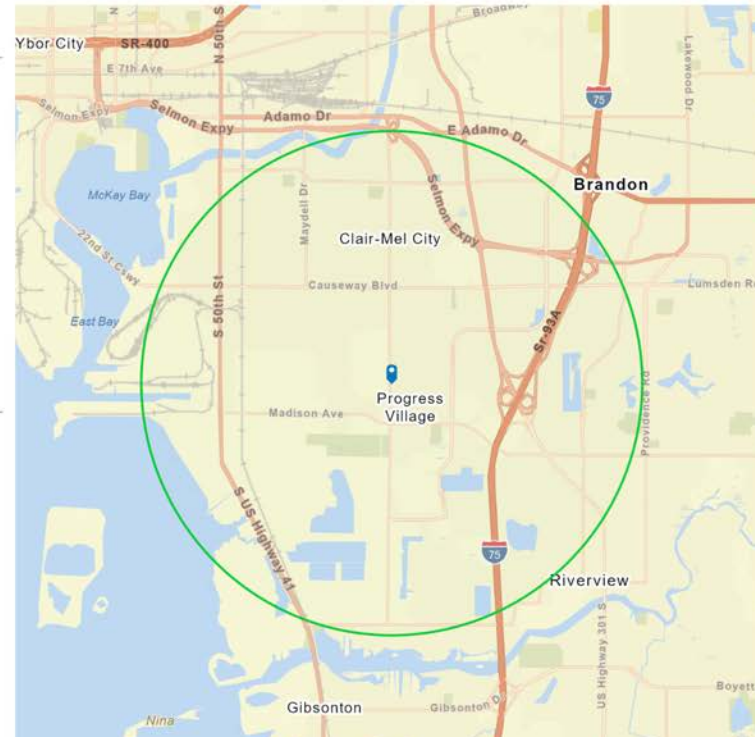 Broadway
Ybor City
SR-400
N 50th St
N
E 7th Ave
Lakewood Dr
75
Selmon Expy
Selmon Expy
Adamo Dr
E Adamo Dr
Brandon
McKay Bay
Maydell Dr
Selmon Expy
Clair-Mel City
22nd St Cswy
Causeway Blvd
Lumsden R
East Bay
S 50th St
Sr-93A
Progress
Village
Madison Ave
Providence Rd
S US Highway 41
75
Riverview
US Highway 301 S
Boyett
Gibsonton
Gibsonton D
Nina